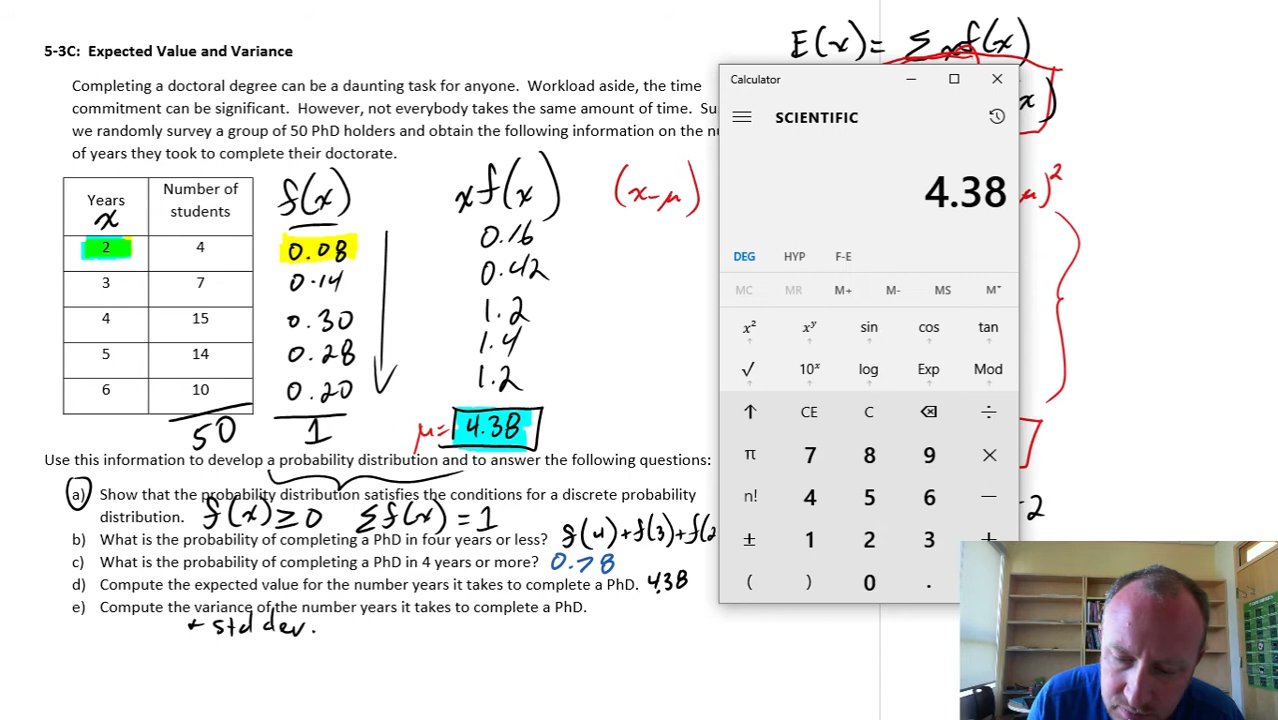 5-3C: Expected Value and Variance
E(x) = Σxf(x)
Completing a doctoral degree can be a daunting task for anyone. Workload aside, the time
commitment can be significant. However, not everybody takes the same amount of time. Su
we randomly survey a group of 50 PhD holders and obtain the following information on the nu
of years they took to complete their doctorate.
x)
Years x Number of students f(x) xf(x) (x-μ) μ)²
2 4 0.08 0.16
3 7 0.14 0.42
4 15 0.30 1.2
5 14 0.28 1.4
6 10 0.20 1.2
50 1 μ= 4.38
Use this information to develop a probability distribution and to answer the following questions:
a) Show that the probability distribution satisfies the conditions for a discrete probability
distribution. f(x)≥0 Σf(x)=1
b) What is the probability of completing a PhD in four years or less? f(4)+f(3)+f(2
c) What is the probability of completing a PhD in 4 years or more? 0.78
d) Compute the expected value for the number years it takes to complete a PhD. 4.38
e) Compute the variance of the number years it takes to complete a PhD.
+ std dev.
2
Calculator
SCIENTIFIC
4.38
DEG HYP F-E
MC MR M+ M- MS M˅
x² xʸ sin cos tan
√ 10ˣ log Exp Mod
↑ CE C ⌫ ÷
π 7 8 9 ×
n! 4 5 6 −
± 1 2 3 +
( ) 0 .